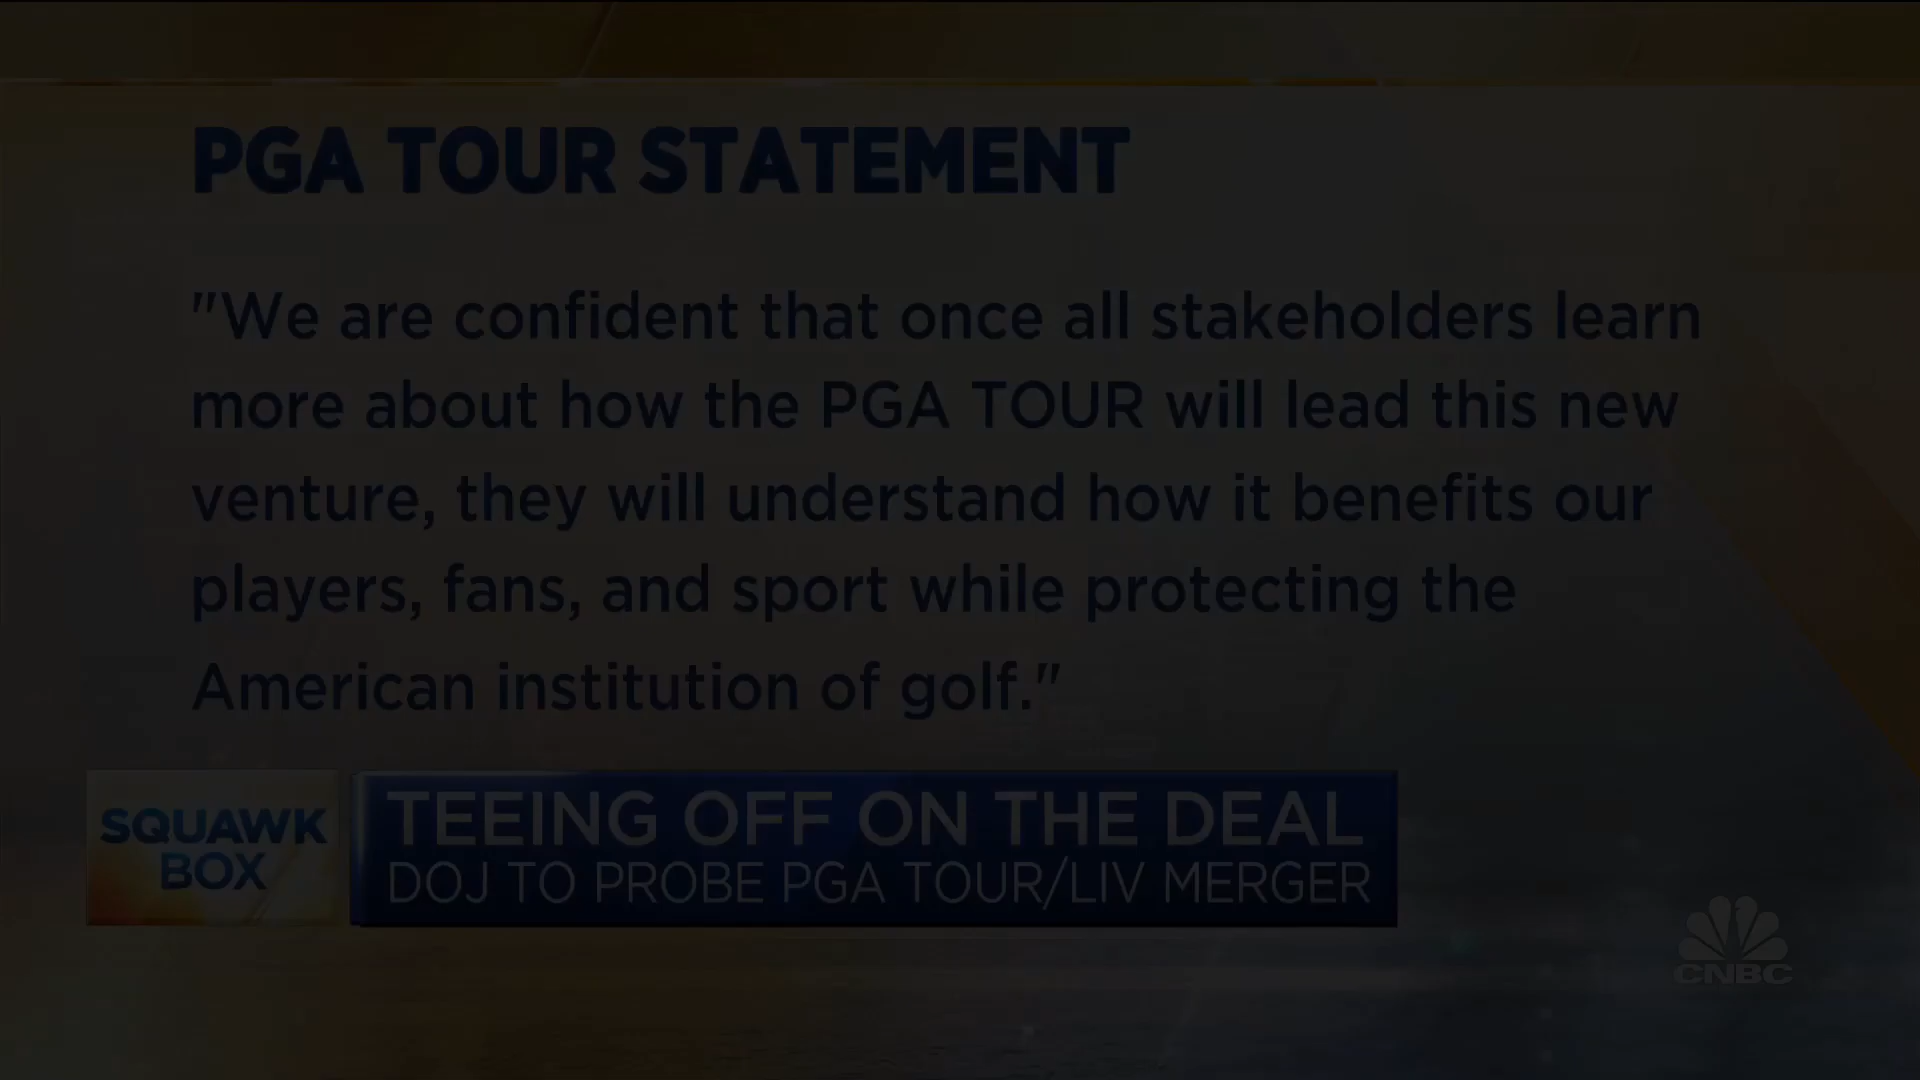 PGA TOUR STATEMENT
"We are confident that once all stakeholders learn
more about how the PGA TOUR will lead this new
venture, they will understand how it benefits our
players, fans, and sport while protecting the
American institution of golf."
SQUAWK
BOX
TEEING OFF ON THE DEAL
DOJ TO PROBE PGA TOUR/LIV MERGER
CNBC